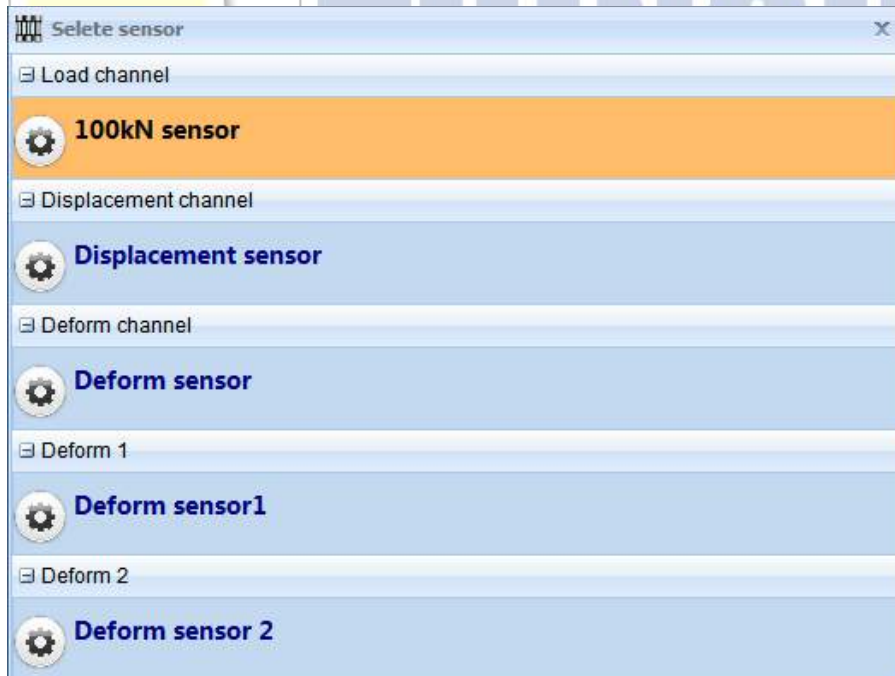 Selete sensor
Load channel
100kN sensor
Displacement channel
Displacement sensor
Deform channel
Deform sensor
Deform 1
Deform sensor1
Deform 2
Deform sensor 2